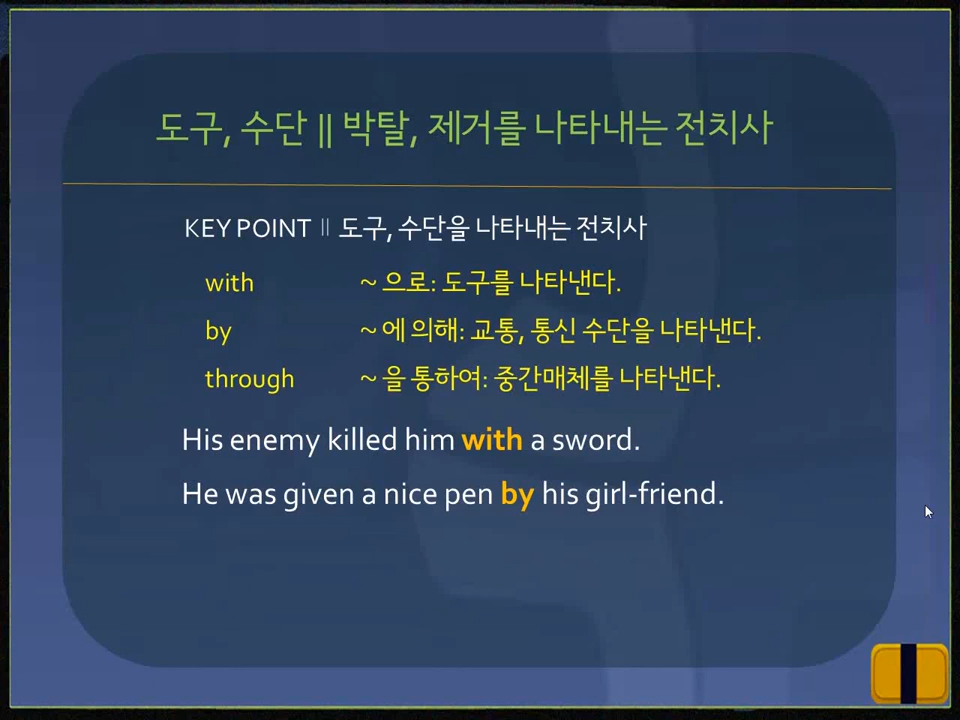 도구, 수단 || 박탈, 제거를 나타내는 전치사
KEY POINT || 도구, 수단을 나타내는 전치사
with ~ 으로: 도구를 나타낸다.
by ~ 에 의해: 교통, 통신 수단을 나타낸다.
through ~ 을 통하여: 중간매체를 나타낸다.
His enemy killed him with a sword.
He was given a nice pen by his girl-friend.